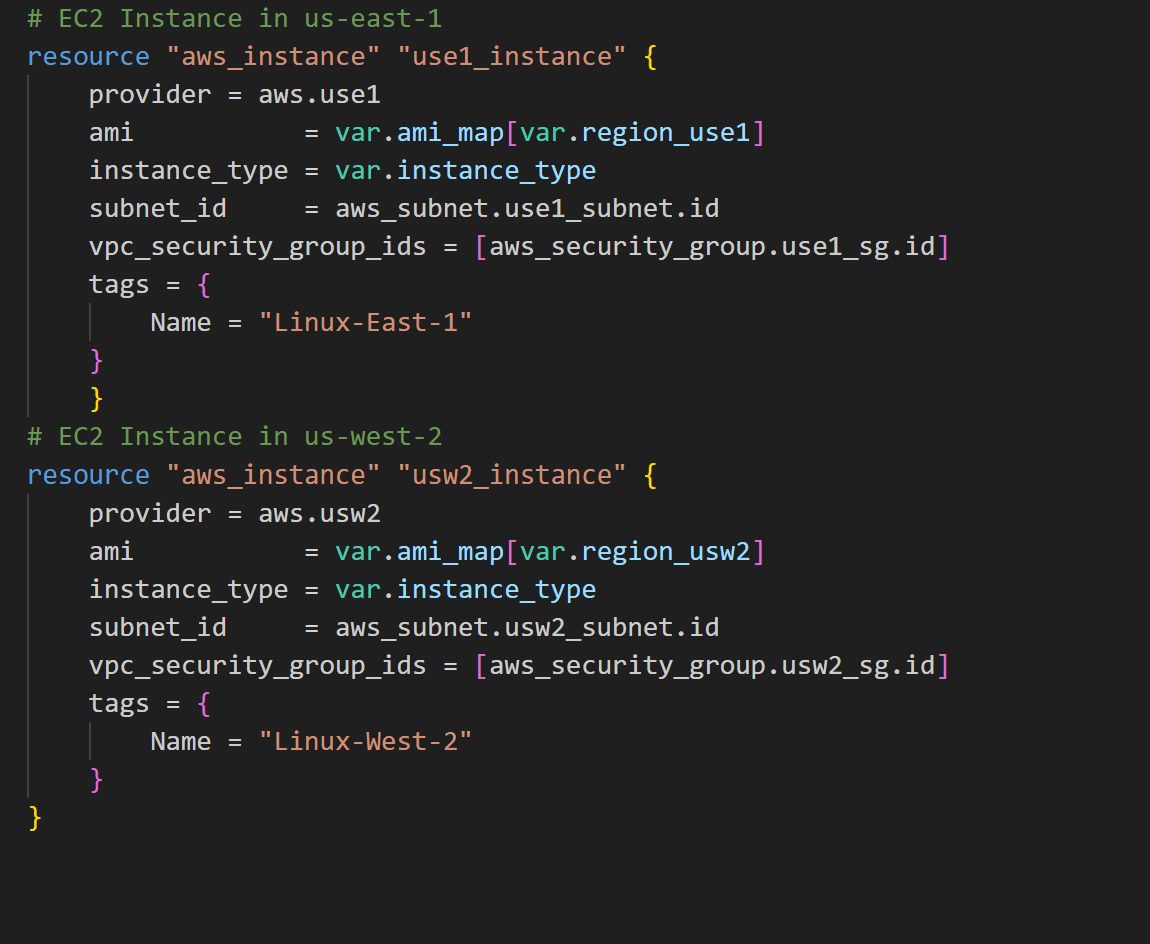 # EC2 Instance in us-east-1
resource "aws_instance" "use1_instance" {
    provider = aws.use1
    ami           = var.ami_map[var.region_use1]
    instance_type = var.instance_type
    subnet_id     = aws_subnet.use1_subnet.id
    vpc_security_group_ids = [aws_security_group.use1_sg.id]
    tags = {
        Name = "Linux-East-1"
    }
    }
# EC2 Instance in us-west-2
resource "aws_instance" "usw2_instance" {
    provider = aws.usw2
    ami           = var.ami_map[var.region_usw2]
    instance_type = var.instance_type
    subnet_id     = aws_subnet.usw2_subnet.id
    vpc_security_group_ids = [aws_security_group.usw2_sg.id]
    tags = {
        Name = "Linux-West-2"
    }
}